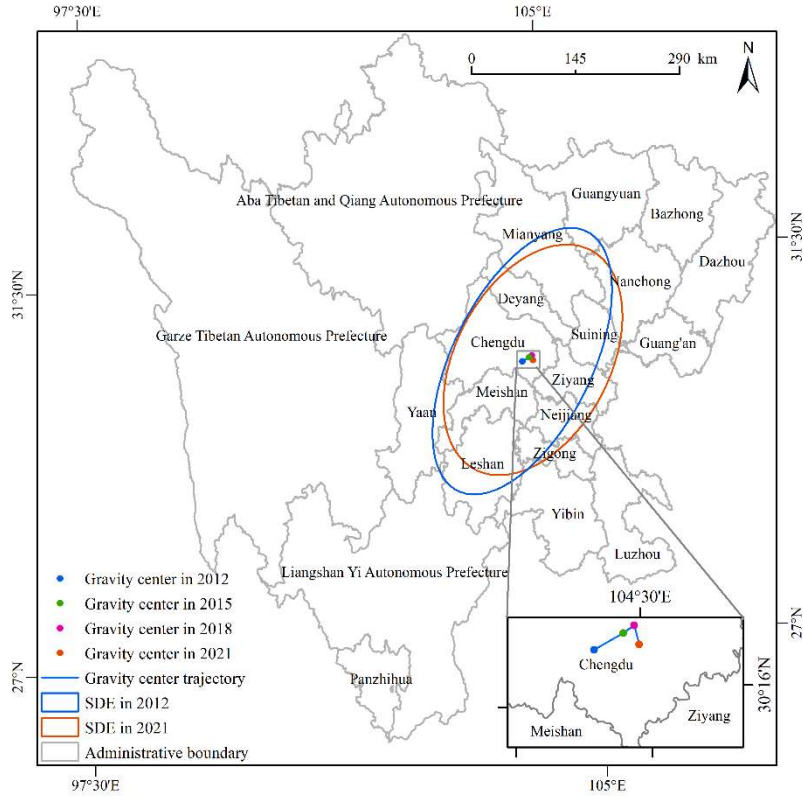 97°30'E
105°E
N
0 145 290 km
Guangyuan
Aba Tibetan and Qiang Autonomous Prefecture
Bazhong
Mianyang
31°30'N
Dazhou
Nanchong
Deyang
31°30'N
Suining
Garze Tibetan Autonomous Prefecture
Chengdu
Guang'an
Ziyang
Meishan
Yaan
Neijiang
Zigong
Leshan
Yibin
Luzhou
Liangshan Yi Autonomous Prefecture
Gravity center in 2012
Gravity center in 2015
Gravity center in 2018
Gravity center in 2021
Gravity center trajectory
SDE in 2012
SDE in 2021
Administrative boundary
Panzhihua
27°N
27°N
104°30'E
Chengdu
30°16'N
Ziyang
Meishan
97°30'E
105°E